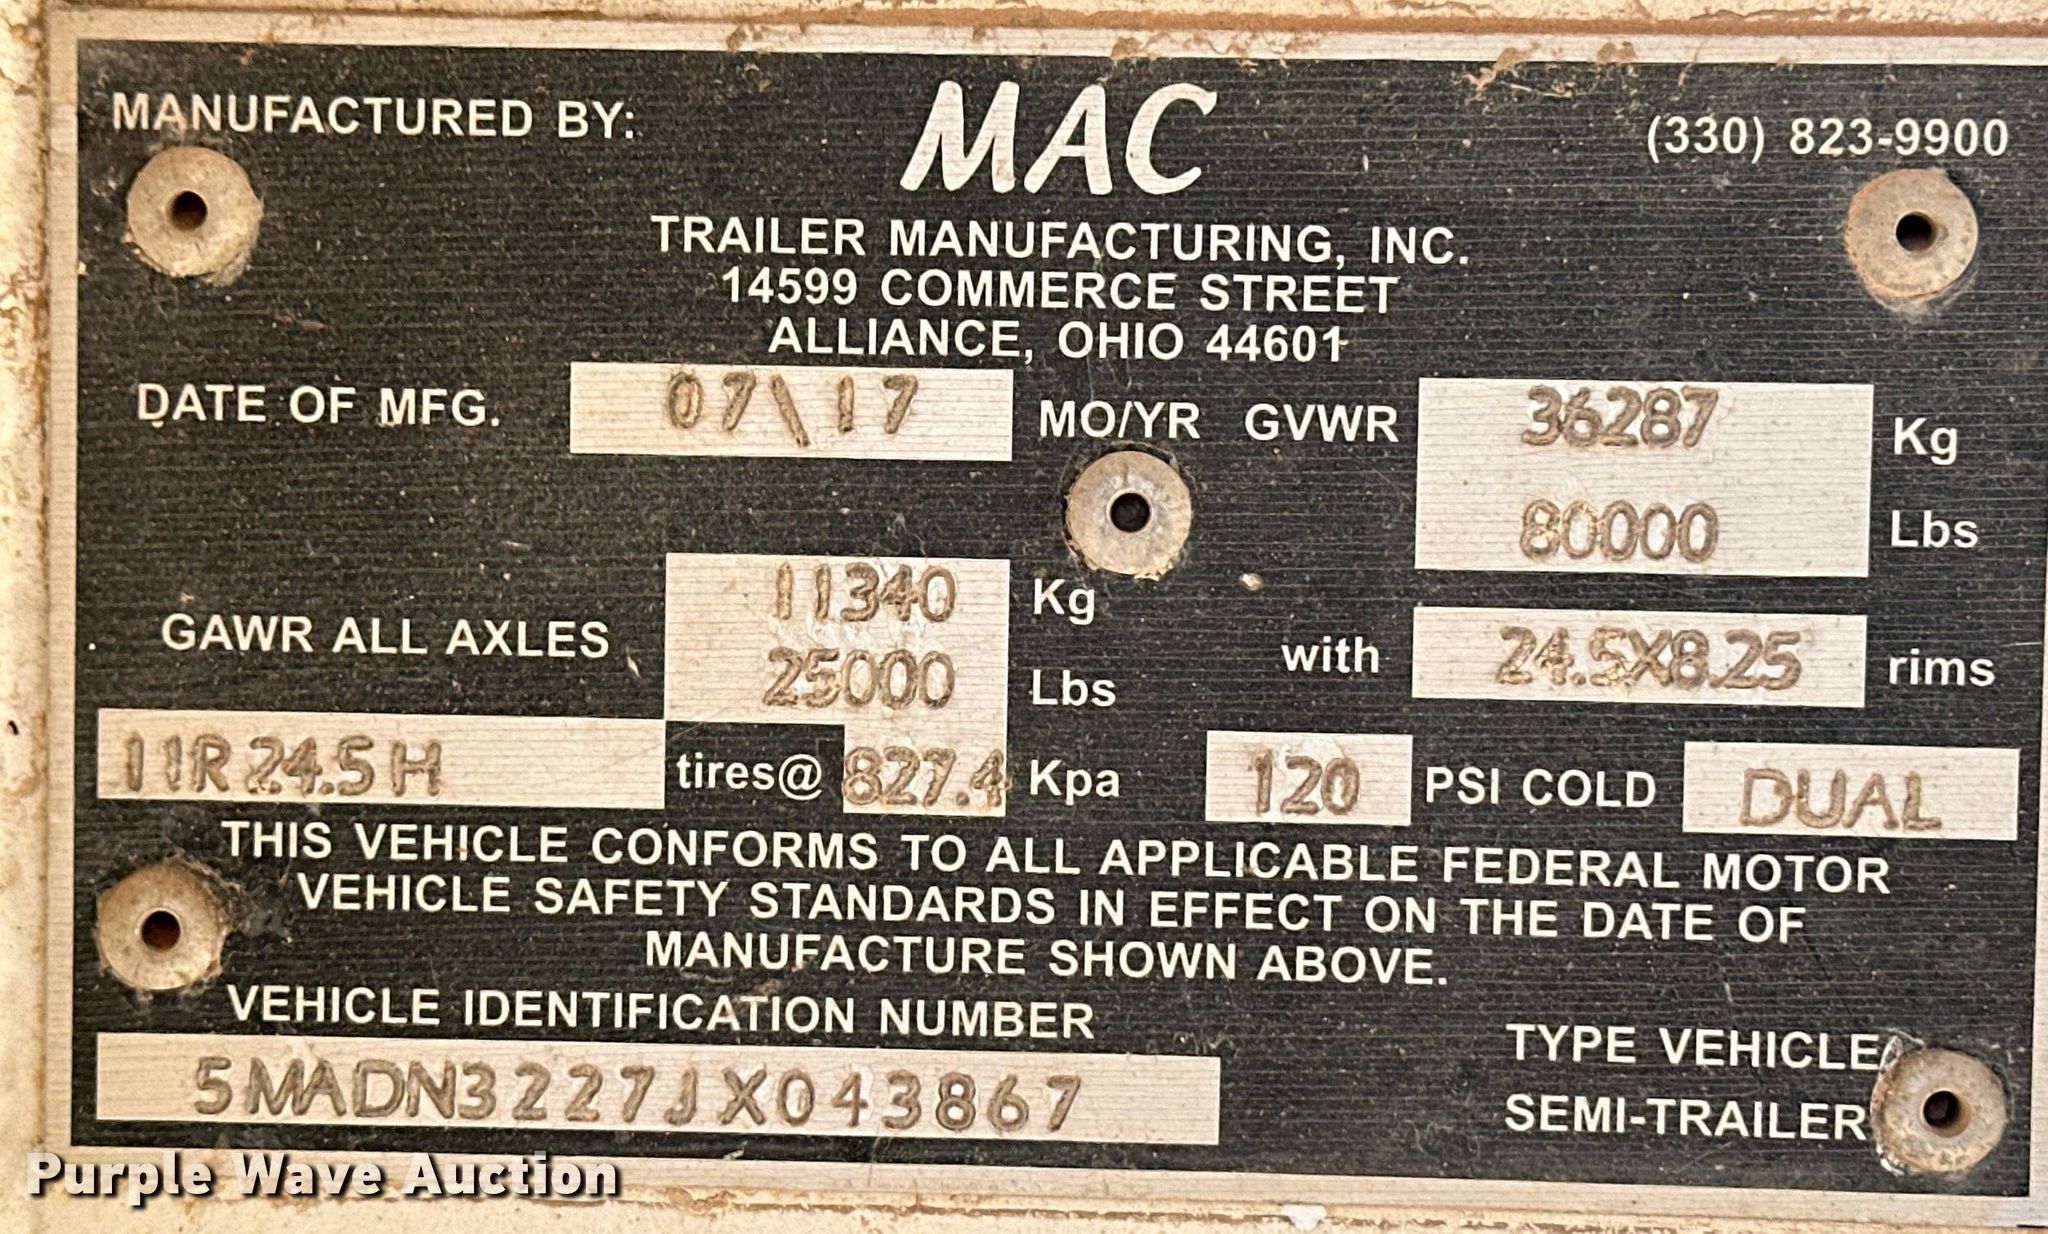 MANUFACTURED BY: MAC (330) 823-9900
TRAILER MANUFACTURING, INC.
14599 COMMERCE STREET
ALLIANCE, OHIO 44601
DATE OF MFG. 07\17 MO/YR GVWR 36287 Kg
80000 Lbs
11340 Kg
GAWR ALL AXLES with 24.5X8.25 rims
25000 Lbs
11R24.5H tires@ 827.4 Kpa 120 PSI COLD DUAL
THIS VEHICLE CONFORMS TO ALL APPLICABLE FEDERAL MOTOR
VEHICLE SAFETY STANDARDS IN EFFECT ON THE DATE OF
MANUFACTURE SHOWN ABOVE.
VEHICLE IDENTIFICATION NUMBER
TYPE VEHICLE
5MADN3227JX043867
SEMI-TRAILER
Purple Wave Auction